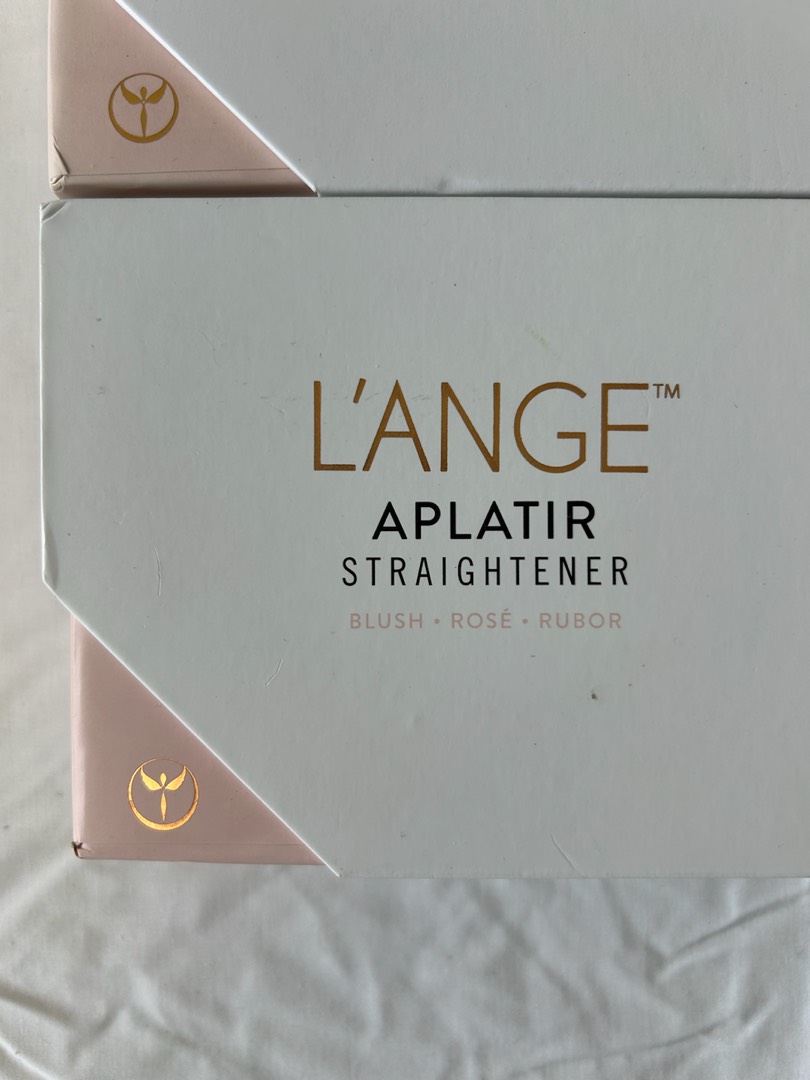 L'ANGE™
APLATIR
STRAIGHTENER
BLUSH • ROSÉ • RUBOR